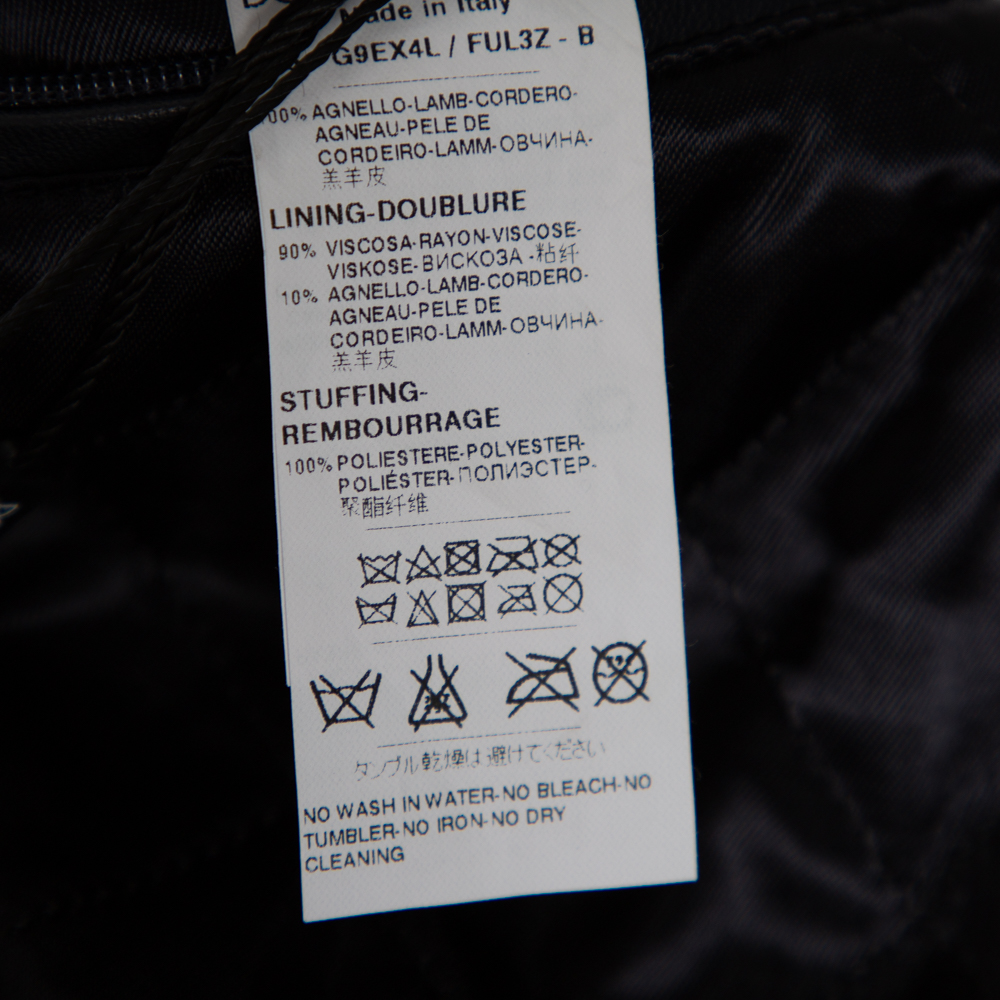 Made in Italy
G9EX4L / FUL3Z - B
00% AGNELLO-LAMB-CORDERO-
AGNEAU-PELE DE
CORDEIRO-LAMM-ОВЧИНА-
羔羊皮
LINING-DOUBLURE
90% VISCOSA-RAYON-VISCOSE-
VISKOSE-ВИСКОЗА -粘纤
10% AGNELLO-LAMB-CORDERO-
AGNEAU-PELE DE
CORDEIRO-LAMM-ОВЧИНА-
羔羊皮
STUFFING-
REMBOURRAGE
100% POLIESTERE-POLYESTER-
POLIÉSTER-ПОЛИЭСТЕР-
聚酯纤维
タンブル乾燥は避けてください
NO WASH IN WATER-NO BLEACH-NO
TUMBLER-NO IRON-NO DRY
CLEANING